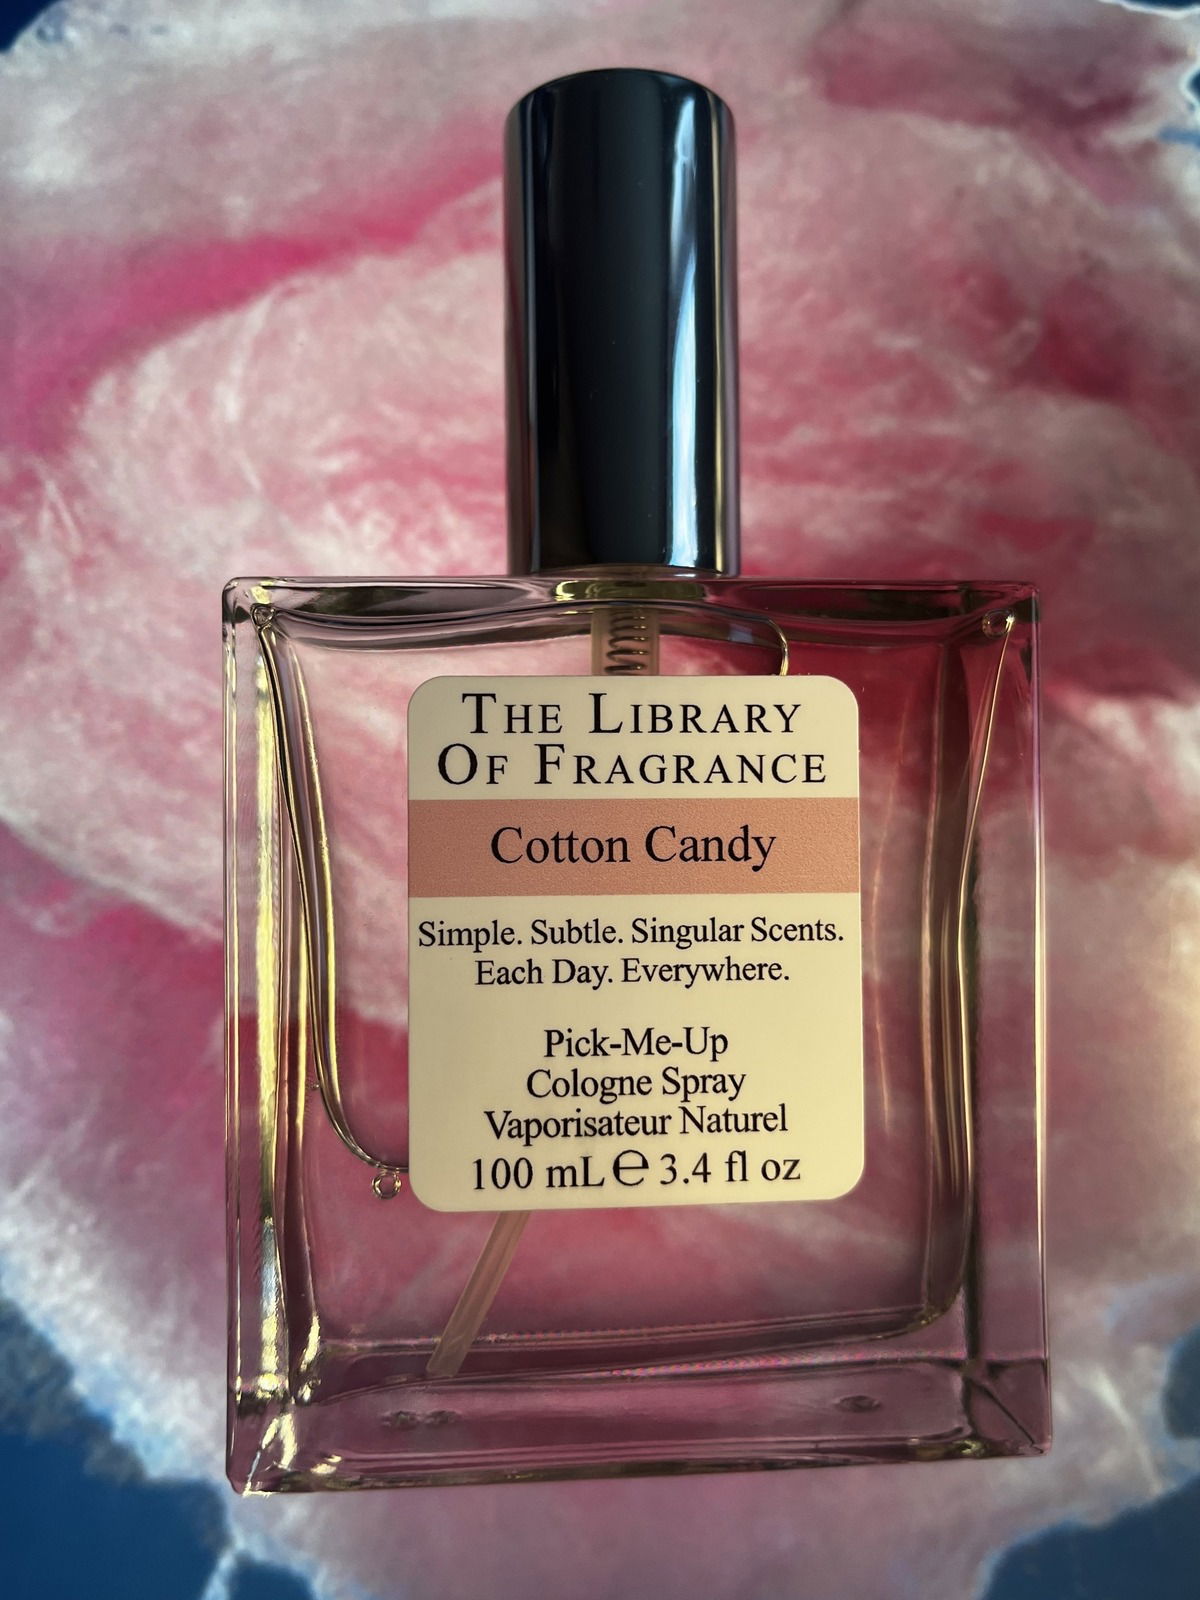 THE LIBRARY
OF FRAGRANCE
Cotton Candy
Simple. Subtle. Singular Scents.
Each Day. Everywhere.
Pick-Me-Up
Cologne Spray
Vaporisateur Naturel
100 mL ℮ 3.4 fl oz